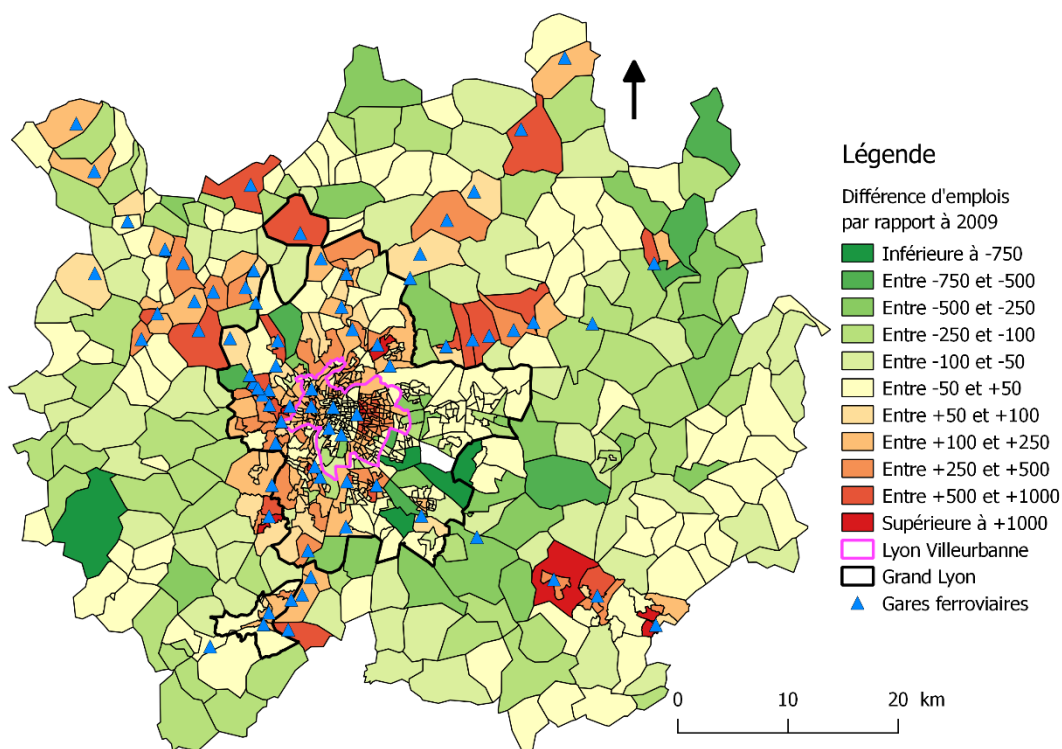 Légende
Différence d'emplois
par rapport à 2009
Inférieure à -750
Entre -750 et -500
Entre -500 et -250
Entre -250 et -100
Entre -100 et -50
Entre -50 et +50
Entre +50 et +100
Entre +100 et +250
Entre +250 et +500
Entre +500 et +1000
Supérieure à +1000
Lyon Villeurbanne
Grand Lyon
Gares ferroviaires
0 10 20 km